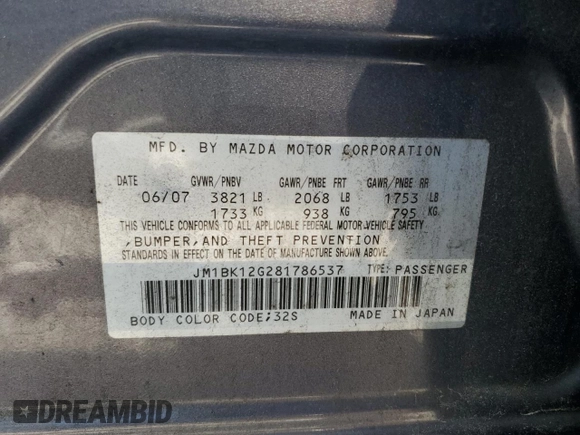 MFD. BY MAZDA MOTOR CORPORATION
DATE GVWR/PNBV GAWR/PNBE FRT GAWR/PNBE RR
06/07 3821 LB 2068 LB 1753 LB
1733 KG 938 KG 795 KG
THIS VEHICLE CONFORMS TO ALL APPLICABLE FEDERAL MOTOR-VEHICLE SAFETY
,BUMPER,AND THEFT PREVENTION
STANDARDS IN EFFECT ON THE DATE OF MANUFACTURE SHOWN ABOVE.
JM1BK12G281786537 TYPE: PASSENGER
BODY COLOR CODE;32S MADE IN JAPAN
DREAMBID